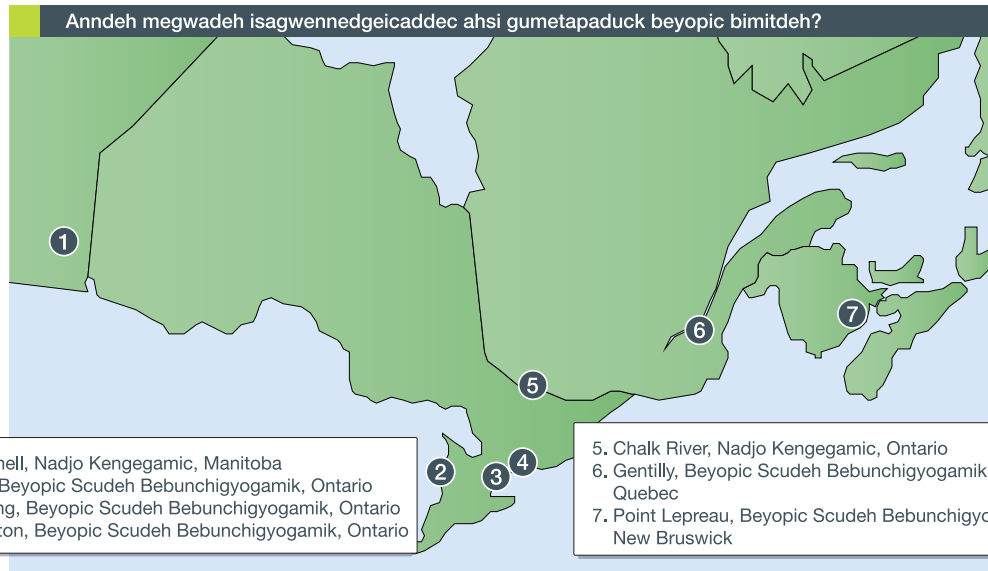 Anndeh megwadeh isagwennedgeicaddec ahsi gumetapaduck beyopic bimitdeh?
1
6
7
5
2
3
4
nell, Nadjo Kengegamic, Manitoba
Beyopic Scudeh Bebunchigyogamik, Ontario
ng, Beyopic Scudeh Bebunchigyogamik, Ontario
ton, Beyopic Scudeh Bebunchigyogamik, Ontario
5. Chalk River, Nadjo Kengegamic, Ontario
6. Gentilly, Beyopic Scudeh Bebunchigyogamik
Quebec
7. Point Lepreau, Beyopic Scudeh Bebunchigyo
New Bruswick